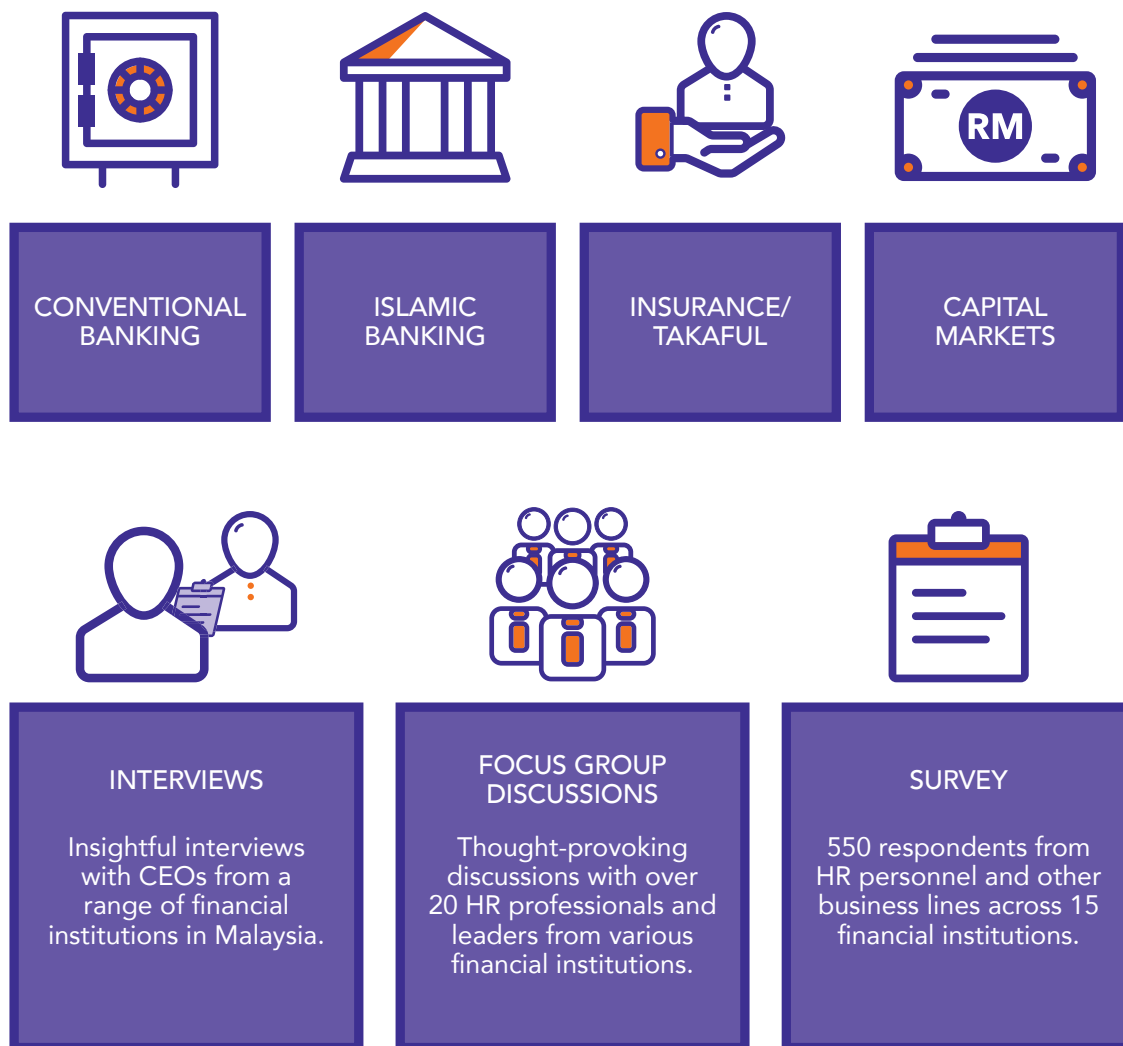 RM
CONVENTIONAL
BANKING
ISLAMIC
BANKING
INSURANCE/
TAKAFUL
CAPITAL
MARKETS
INTERVIEWS
Insightful interviews
with CEOs from a
range of financial
institutions in Malaysia.
FOCUS GROUP
DISCUSSIONS
Thought-provoking
discussions with over
20 HR professionals and
leaders from various
financial institutions.
SURVEY
550 respondents from
HR personnel and other
business lines across 15
financial institutions.